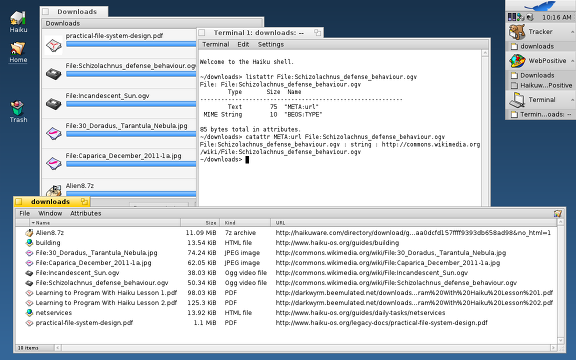 Haiku
Home
Trash
Downloads
Downloads
practical-file-system-design.pdf
File:Schizolachnus_defense_behaviour.ogv
File:Incandescent_Sun.ogv
File:30_Doradus,_Tarantula_Nebula.jpg
File:Caparica_December_2011-1a.jpg
Alien8.7z
Terminal 1: downloads: --
Terminal Edit Settings
Welcome to the Haiku shell.
~/downloads> listattr File:Schizolachnus_defense_behaviour.ogv
File: File:Schizolachnus_defense_behaviour.ogv
Type Size Name
Text 75 "META:url"
MIME String 10 "BEOS:TYPE"
85 bytes total in attributes.
~/downloads> catattr META:url File:Schizolachnus_defense_behaviour.ogv
File:Schizolachnus_defense_behaviour.ogv : string : http://commons.wikimedia.org
/wiki/File:Schizolachnus_defense_behaviour.ogv
~/downloads>
10:16 AM
Tracker
downloads
WebPositive
Downloads
Haikuw...Positive
Terminal
Termin...oads: --
downloads
File Window Attributes
Name Size Kind URL
Alien8.7z 11.09 MiB 7z archive http://haikuware.com/directory/download/g...aa0dcfd157ffff9393db658ad98&no_html=1
building 13.54 KiB HTML file http://www.haiku-os.org/guides/building
File:30_Doradus,_Tarantula_Nebula.jpg 74.24 KiB JPEG image http://commons.wikimedia.org/wiki/File:30_Doradus,_Tarantula_Nebula.jpg
File:Caparica_December_2011-1a.jpg 62.05 KiB JPEG image http://commons.wikimedia.org/wiki/File:Caparica_December_2011-1a.jpg
File:Incandescent_Sun.ogv 38.03 KiB Ogg video file http://commons.wikimedia.org/wiki/File:Incandescent_Sun.ogv
File:Schizolachnus_defense_behaviour.ogv 50.34 KiB Ogg video file http://commons.wikimedia.org/wiki/File:Schizolachnus_defense_behaviour.ogv
Learning to Program With Haiku Lesson 1.pdf 98.03 KiB PDF http://darkwyrm.beemulated.net/downloads...ram%20With%20Haiku%20Lesson%201.pdf
Learning to Program With Haiku Lesson 2.pdf 125.3 KiB PDF http://darkwyrm.beemulated.net/downloads...ram%20With%20Haiku%20Lesson%202.pdf
netservices 13.92 KiB HTML file http://www.haiku-os.org/guides/daily-tasks/netservices
practical-file-system-design.pdf 1.1 MiB PDF http://www.haiku-os.org/legacy-docs/practical-file-system-design.pdf
10 items